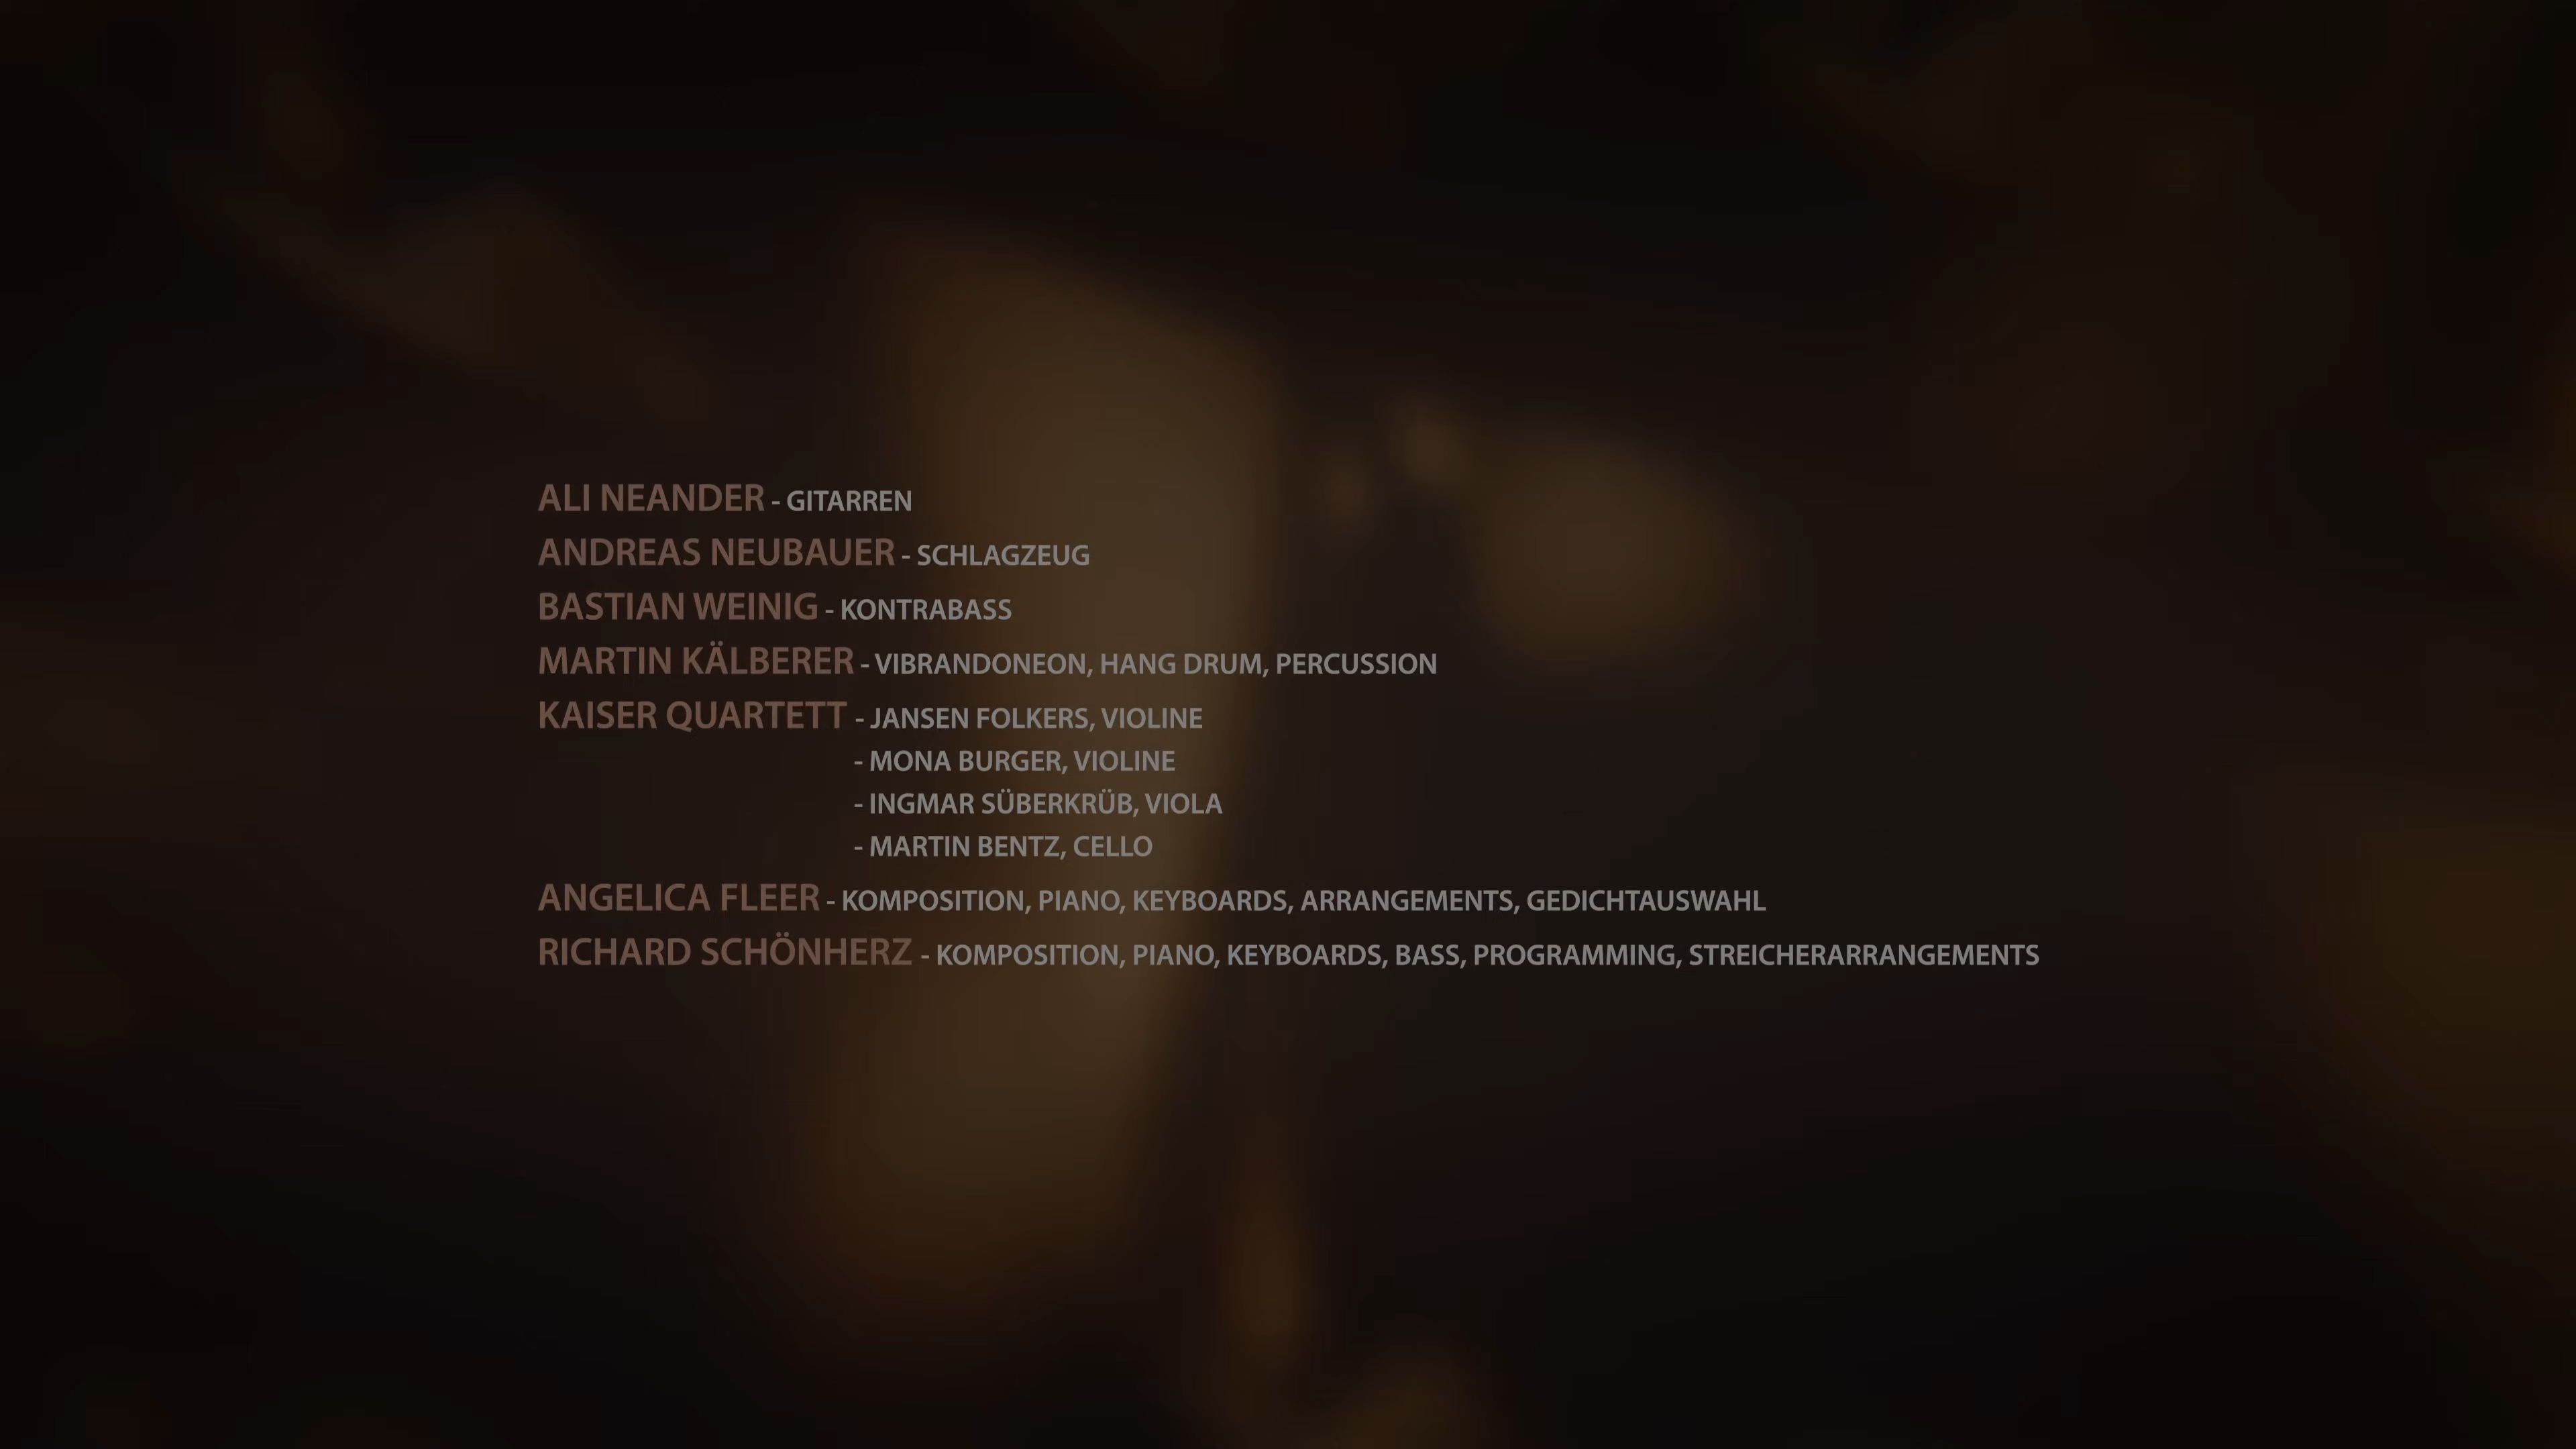 ALI NEANDER - GITARREN
ANDREAS NEUBAUER - SCHLAGZEUG
BASTIAN WEINIG - KONTRABASS
MARTIN KÄLBERER - VIBRANDONEON, HANG DRUM, PERCUSSION
KAISER QUARTETT - JANSEN FOLKERS, VIOLINE
- MONA BURGER, VIOLINE
- INGMAR SÜBERKRÜB, VIOLA
- MARTIN BENTZ, CELLO
ANGELICA FLEER - KOMPOSITION, PIANO, KEYBOARDS, ARRANGEMENTS, GEDICHTAUSWAHL
RICHARD SCHÖNHERZ - KOMPOSITION, PIANO, KEYBOARDS, BASS, PROGRAMMING, STREICHERARRANGEMENTS